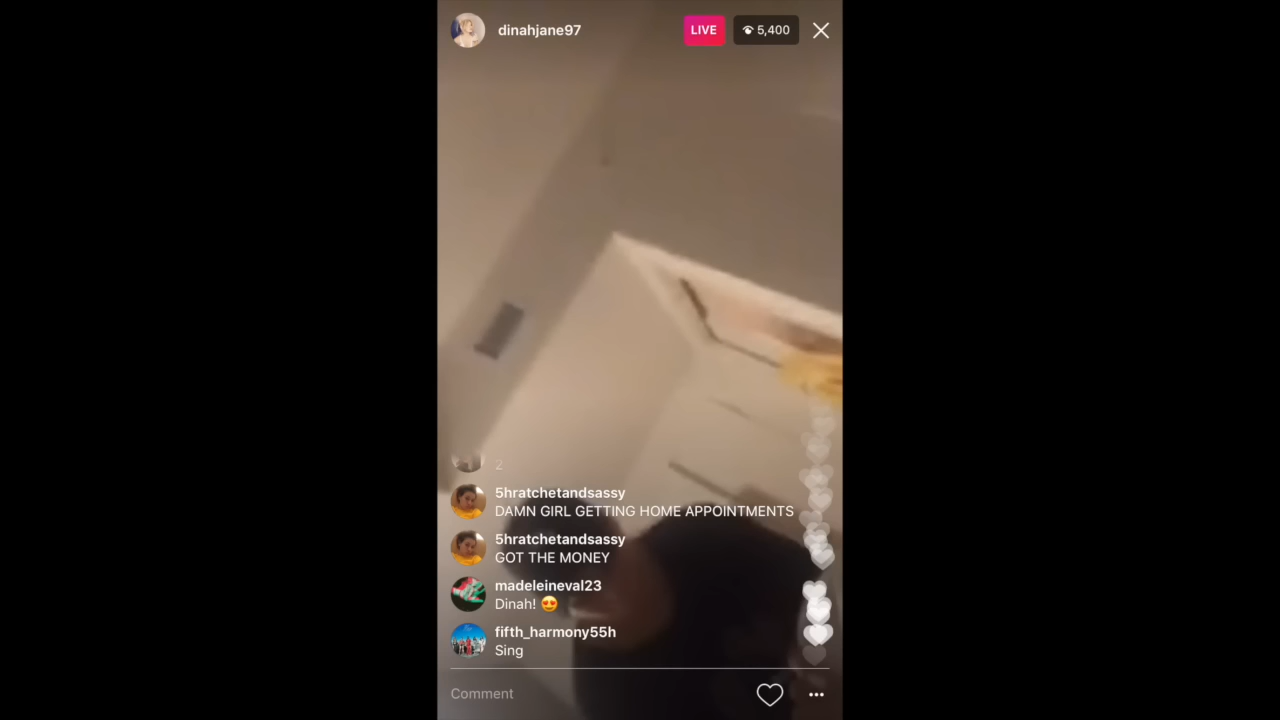 dinahjane97
LIVE
5,400
2
5hratchetandsassy
DAMN GIRL GETTING HOME APPOINTMENTS
5hratchetandsassy
GOT THE MONEY
madeleineval23
Dinah! 😍
fifth_harmony55h
Sing
Comment